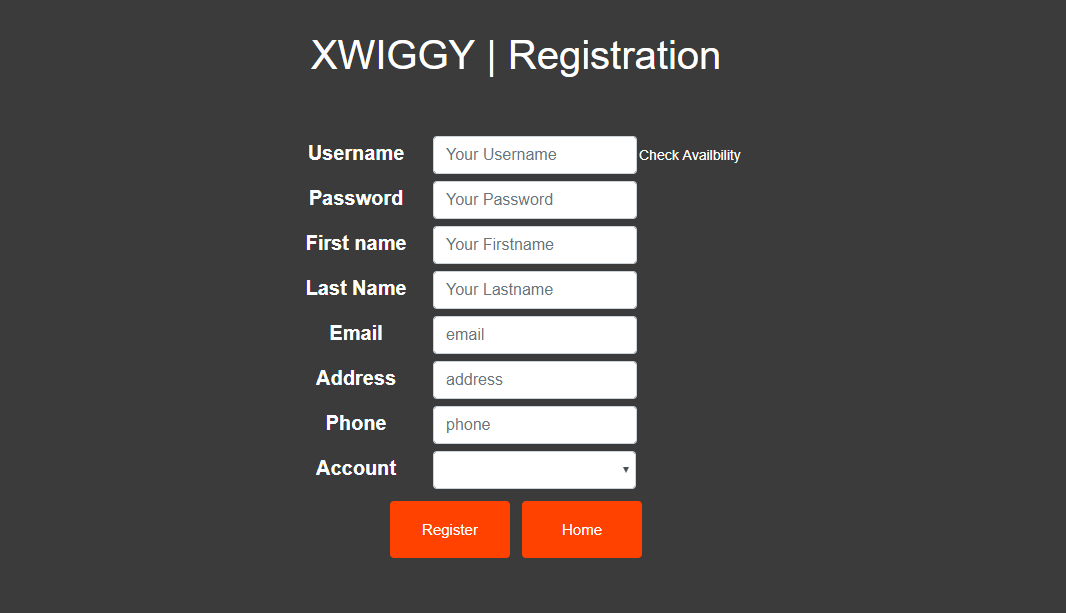 XWIGGY | Registration
Username Your Username Check Availbility
Password Your Password
First name Your Firstname
Last Name Your Lastname
Email email
Address address
Phone phone
Account
Register Home